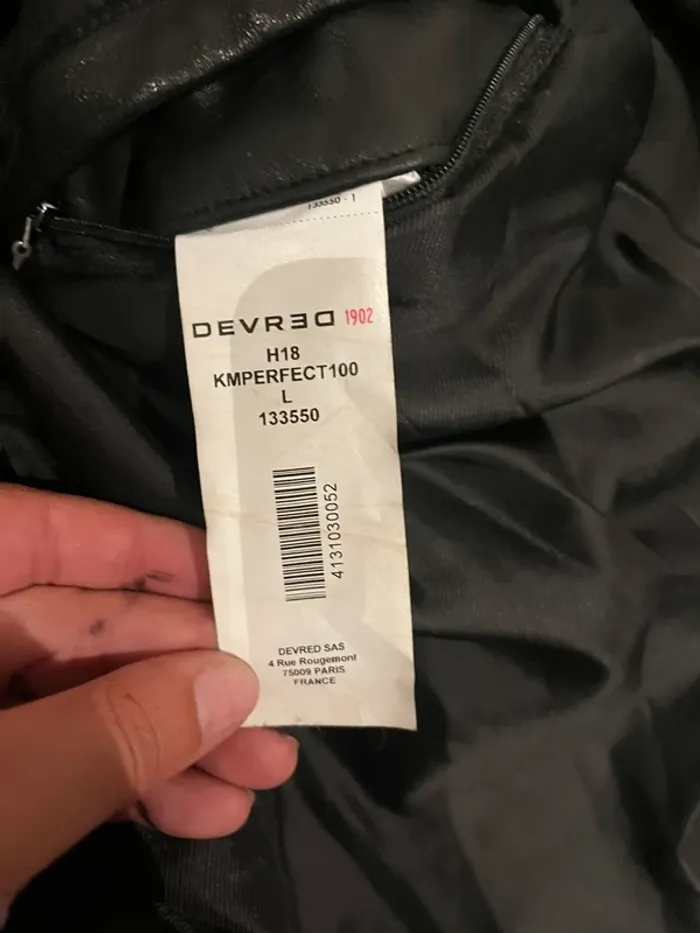 133550 - 1
DEVRED 1902
H18
KMPERFECT100
L
133550
4131030052
DEVRED SAS
4 Rue Rougemont
75009 PARIS
FRANCE